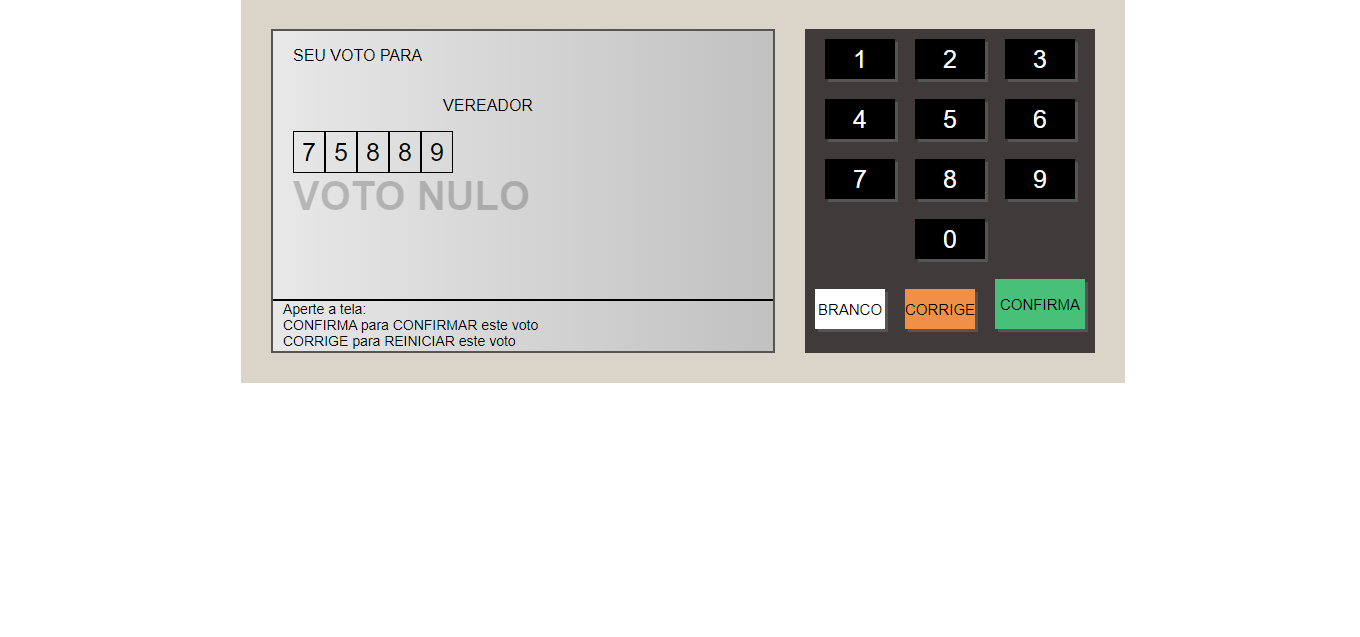 SEU VOTO PARA
VEREADOR
7 5 8 8 9
VOTO NULO
Aperte a tela:
CONFIRMA para CONFIRMAR este voto
CORRIGE para REINICIAR este voto
1 2 3
4 5 6
7 8 9
0
BRANCO CORRIGE CONFIRMA